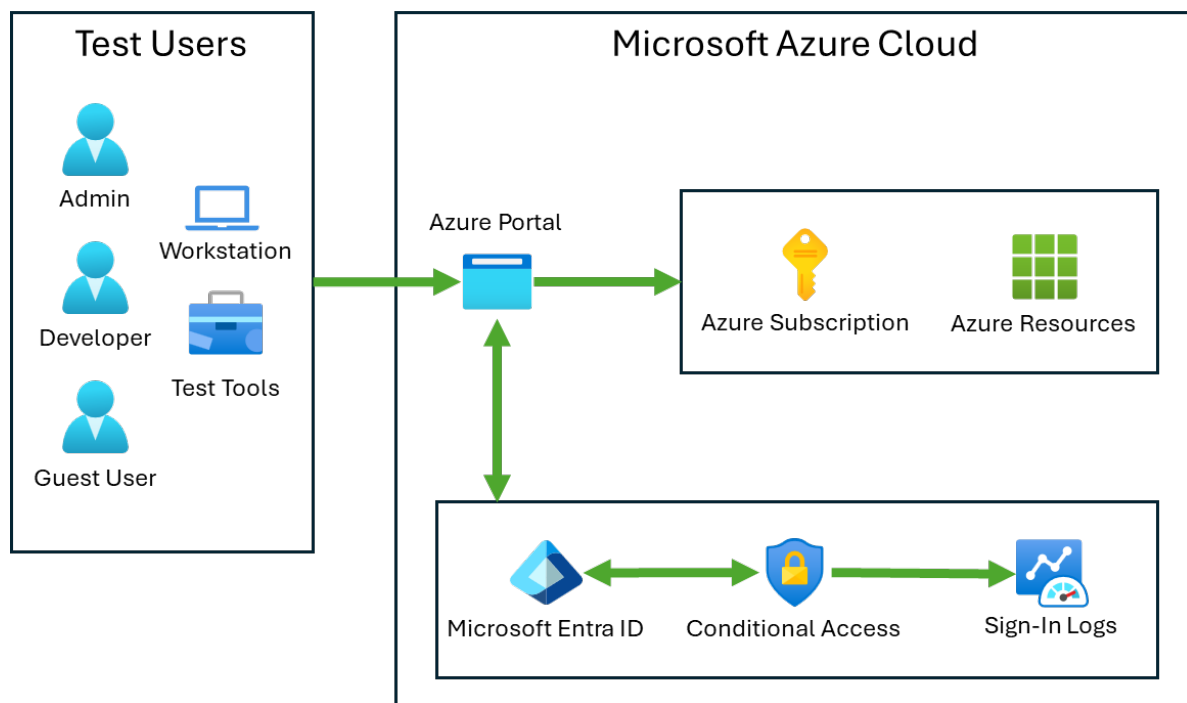 Test Users
Admin
Workstation
Developer
Test Tools
Guest User
Microsoft Azure Cloud
Azure Portal
Azure Subscription
Azure Resources
Microsoft Entra ID
Conditional Access
Sign-In Logs